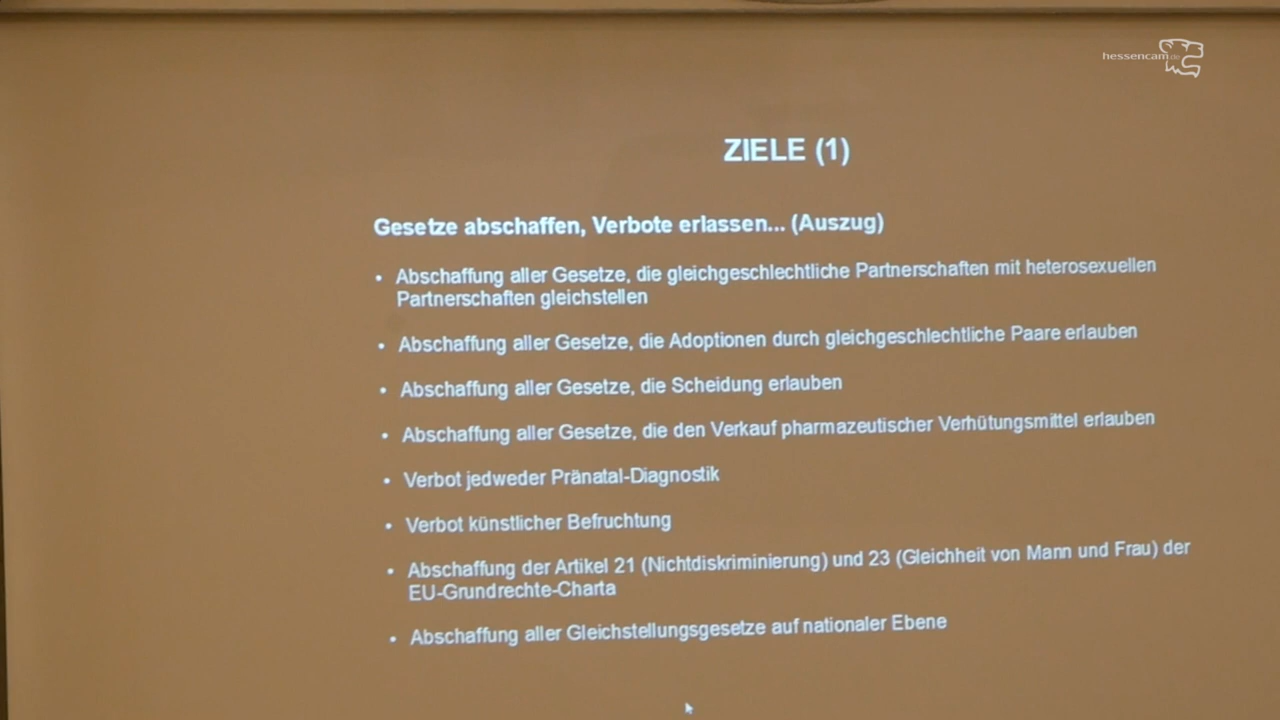 hessencam.de
ZIELE (1)
Gesetze abschaffen, Verbote erlassen... (Auszug)
• Abschaffung aller Gesetze, die gleichgeschlechtliche Partnerschaften mit heterosexuellen
Partnerschaften gleichstellen
• Abschaffung aller Gesetze, die Adoptionen durch gleichgeschlechtliche Paare erlauben
• Abschaffung aller Gesetze, die Scheidung erlauben
• Abschaffung aller Gesetze, die den Verkauf pharmazeutischer Verhütungsmittel erlauben
• Verbot jedweder Pränatal-Diagnostik
• Verbot künstlicher Befruchtung
• Abschaffung der Artikel 21 (Nichtdiskriminierung) und 23 (Gleichheit von Mann und Frau) der
EU-Grundrechte-Charta
• Abschaffung aller Gleichstellungsgesetze auf nationaler Ebene